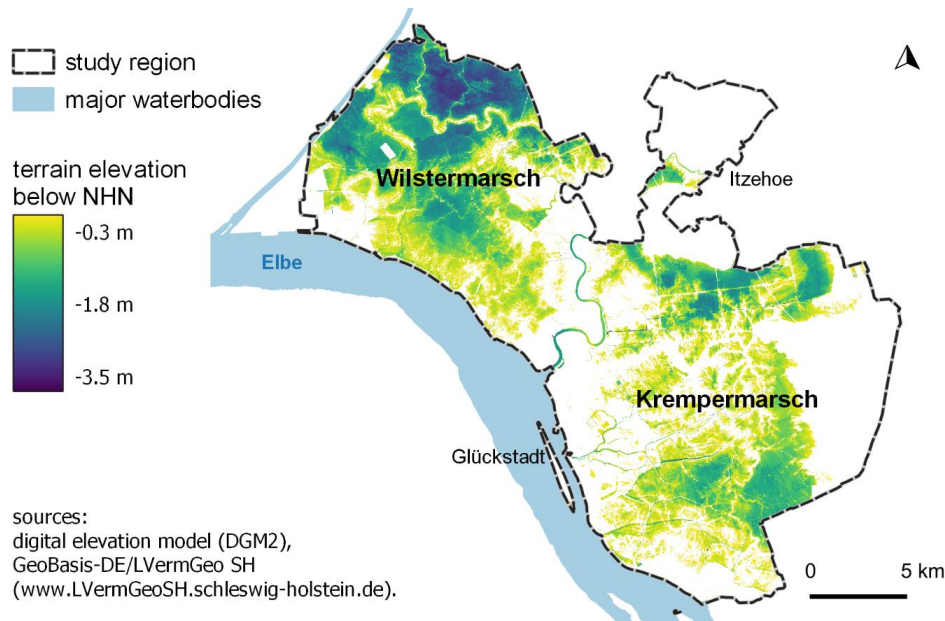 study region
major waterbodies
terrain elevation
below NHN
-0.3 m
-1.8 m
-3.5 m
Wilstermarsch
Itzehoe
Elbe
Krempermarsch
Glückstadt
sources:
digital elevation model (DGM2),
GeoBasis-DE/LVermGeo SH
(www.LVermGeoSH.schleswig-holstein.de).
0 5 km